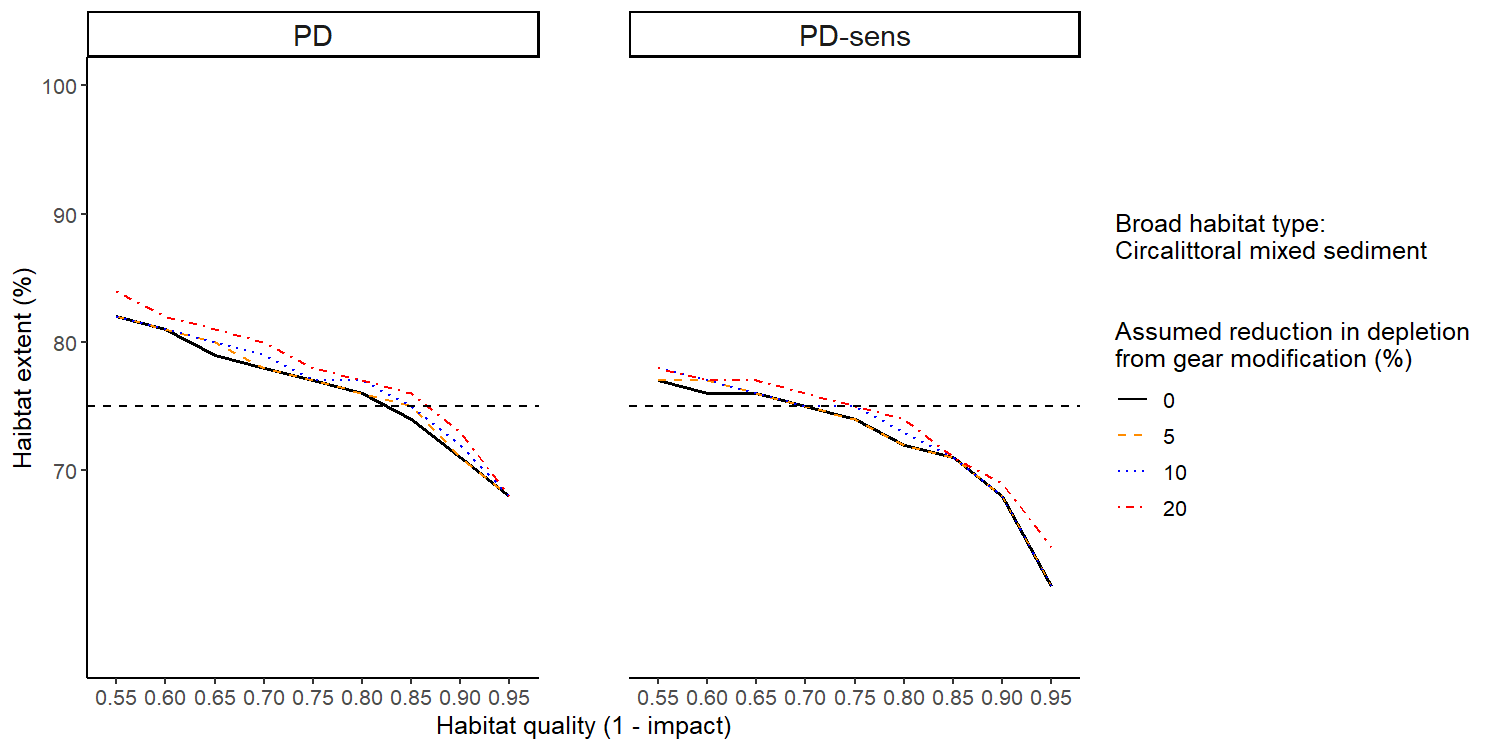 PD
PD-sens
100
90
80
70
Haibtat extent (%)
0.55 0.60 0.65 0.70 0.75 0.80 0.85 0.90 0.95
0.55 0.60 0.65 0.70 0.75 0.80 0.85 0.90 0.95
Habitat quality (1 - impact)
Broad habitat type:
Circalittoral mixed sediment
Assumed reduction in depletion
from gear modification (%)
0
5
10
20